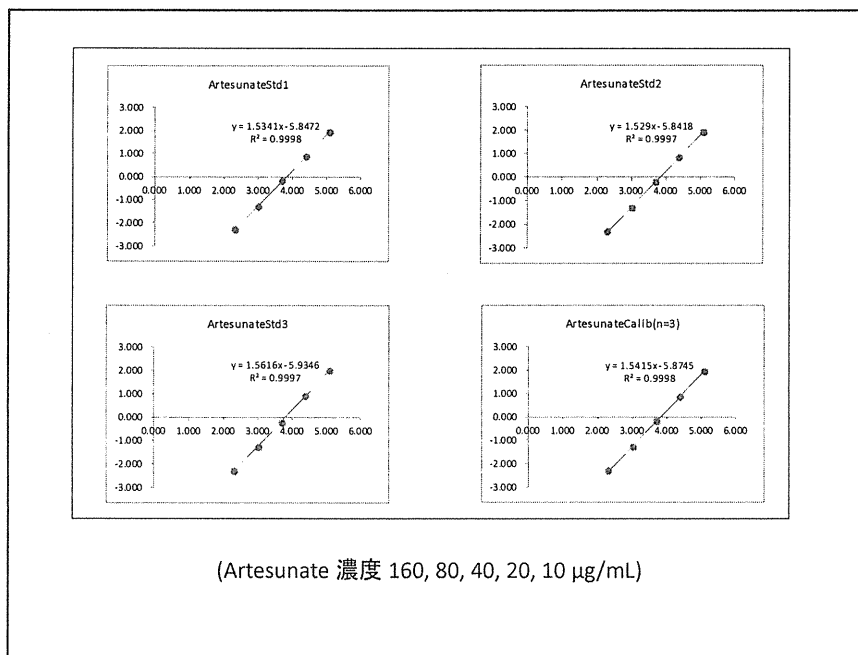 ArtesunateStd1
3.000
2.000
1.000
0.000
-1.000
-2.000
-3.000
y = 1.5341x-5.8472
R² = 0.9998
0.000 1.000 2.000 3.000 4.000 5.000 6.000
ArtesunateStd2
3.000
2.000
1.000
0.000
-1.000
-2.000
-3.000
y = 1.529x-5.8418
R² = 0.9997
0.000 1.000 2.000 3.000 4.000 5.000 6.000
ArtesunateStd3
3.000
2.000
1.000
0.000
-1.000
-2.000
-3.000
y = 1.5616x-5.9346
R² = 0.9997
0.000 1.000 2.000 3.000 4.000 5.000 6.000
ArtesunateCalib(n=3)
3.000
2.000
1.000
0.000
-1.000
-2.000
-3.000
y = 1.5415x-5.8745
R² = 0.9998
0.000 1.000 2.000 3.000 4.000 5.000 6.000
(Artesunate 濃度 160, 80, 40, 20, 10 µg/mL)